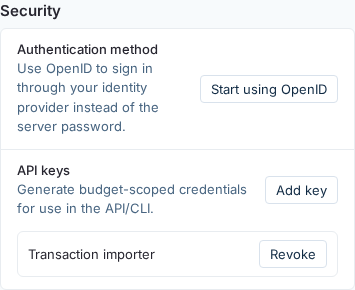 Security
Authentication method
Use OpenID to sign in
through your identity
provider instead of the
server password.
Start using OpenID
API keys
Generate budget-scoped credentials
for use in the API/CLI.
Add key
Transaction importer
Revoke